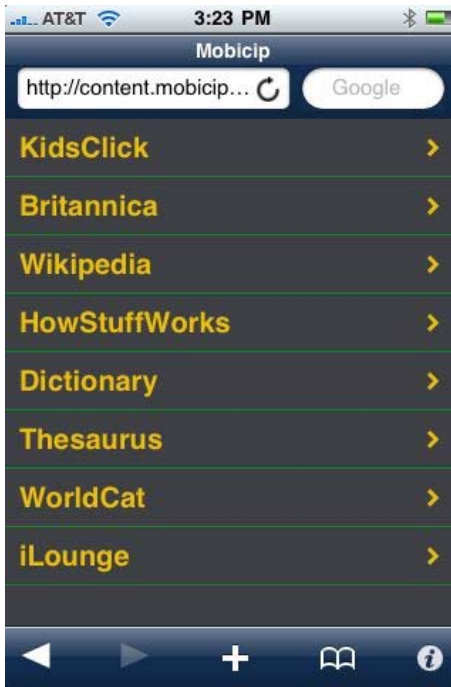 AT&T 3:23 PM
Mobicip
http://content.mobicip... Google
KidsClick
Britannica
Wikipedia
HowStuffWorks
Dictionary
Thesaurus
WorldCat
iLounge